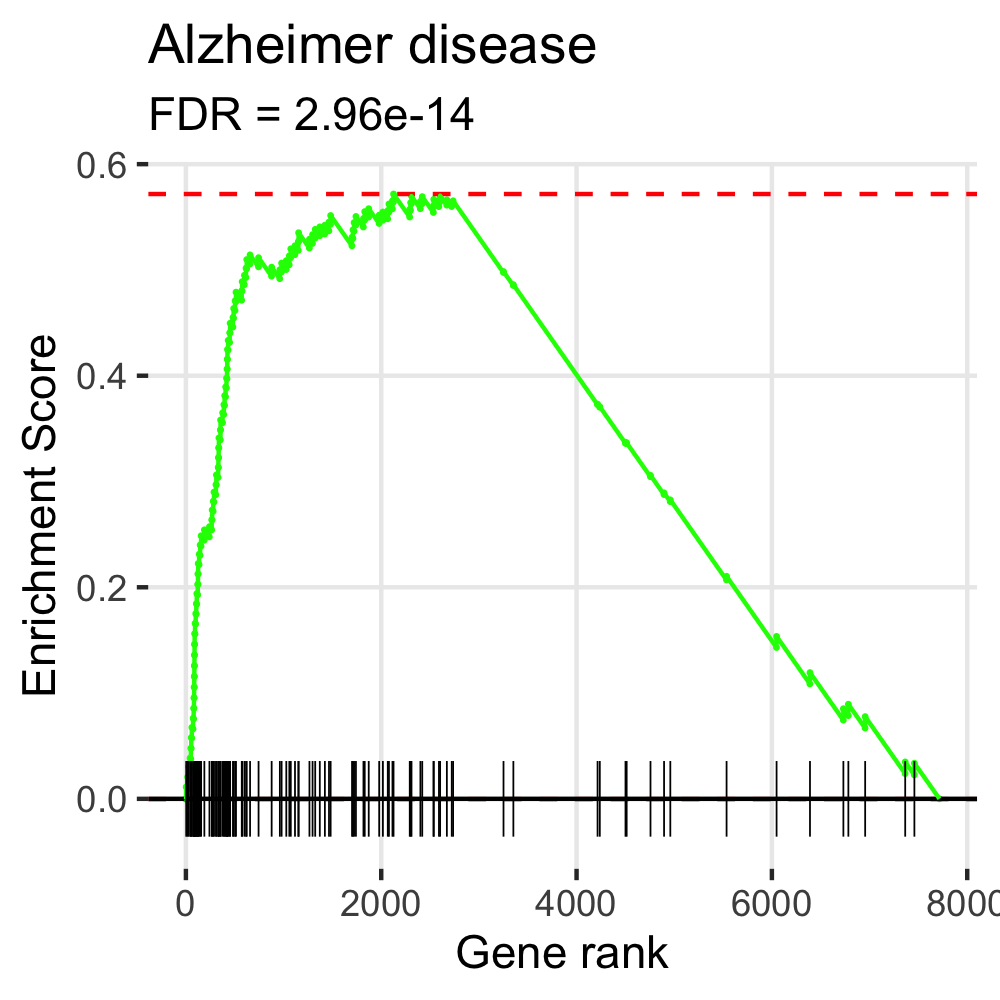 Alzheimer disease
FDR = 2.96e-14
0.6
0.4
0.2
0.0
Enrichment Score
0 2000 4000 6000 8000
Gene rank